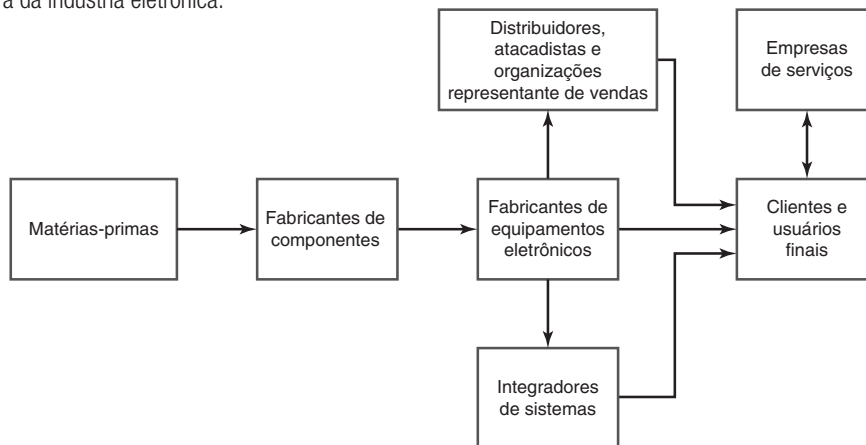 da indústria eletrônica.
Distribuidores,
atacadistas e
organizações
representante de vendas
Empresas
de serviços
Matérias-primas
Fabricantes de
componentes
Fabricantes de
equipamentos
eletrônicos
Clientes e
usuários
finais
Integradores
de sistemas